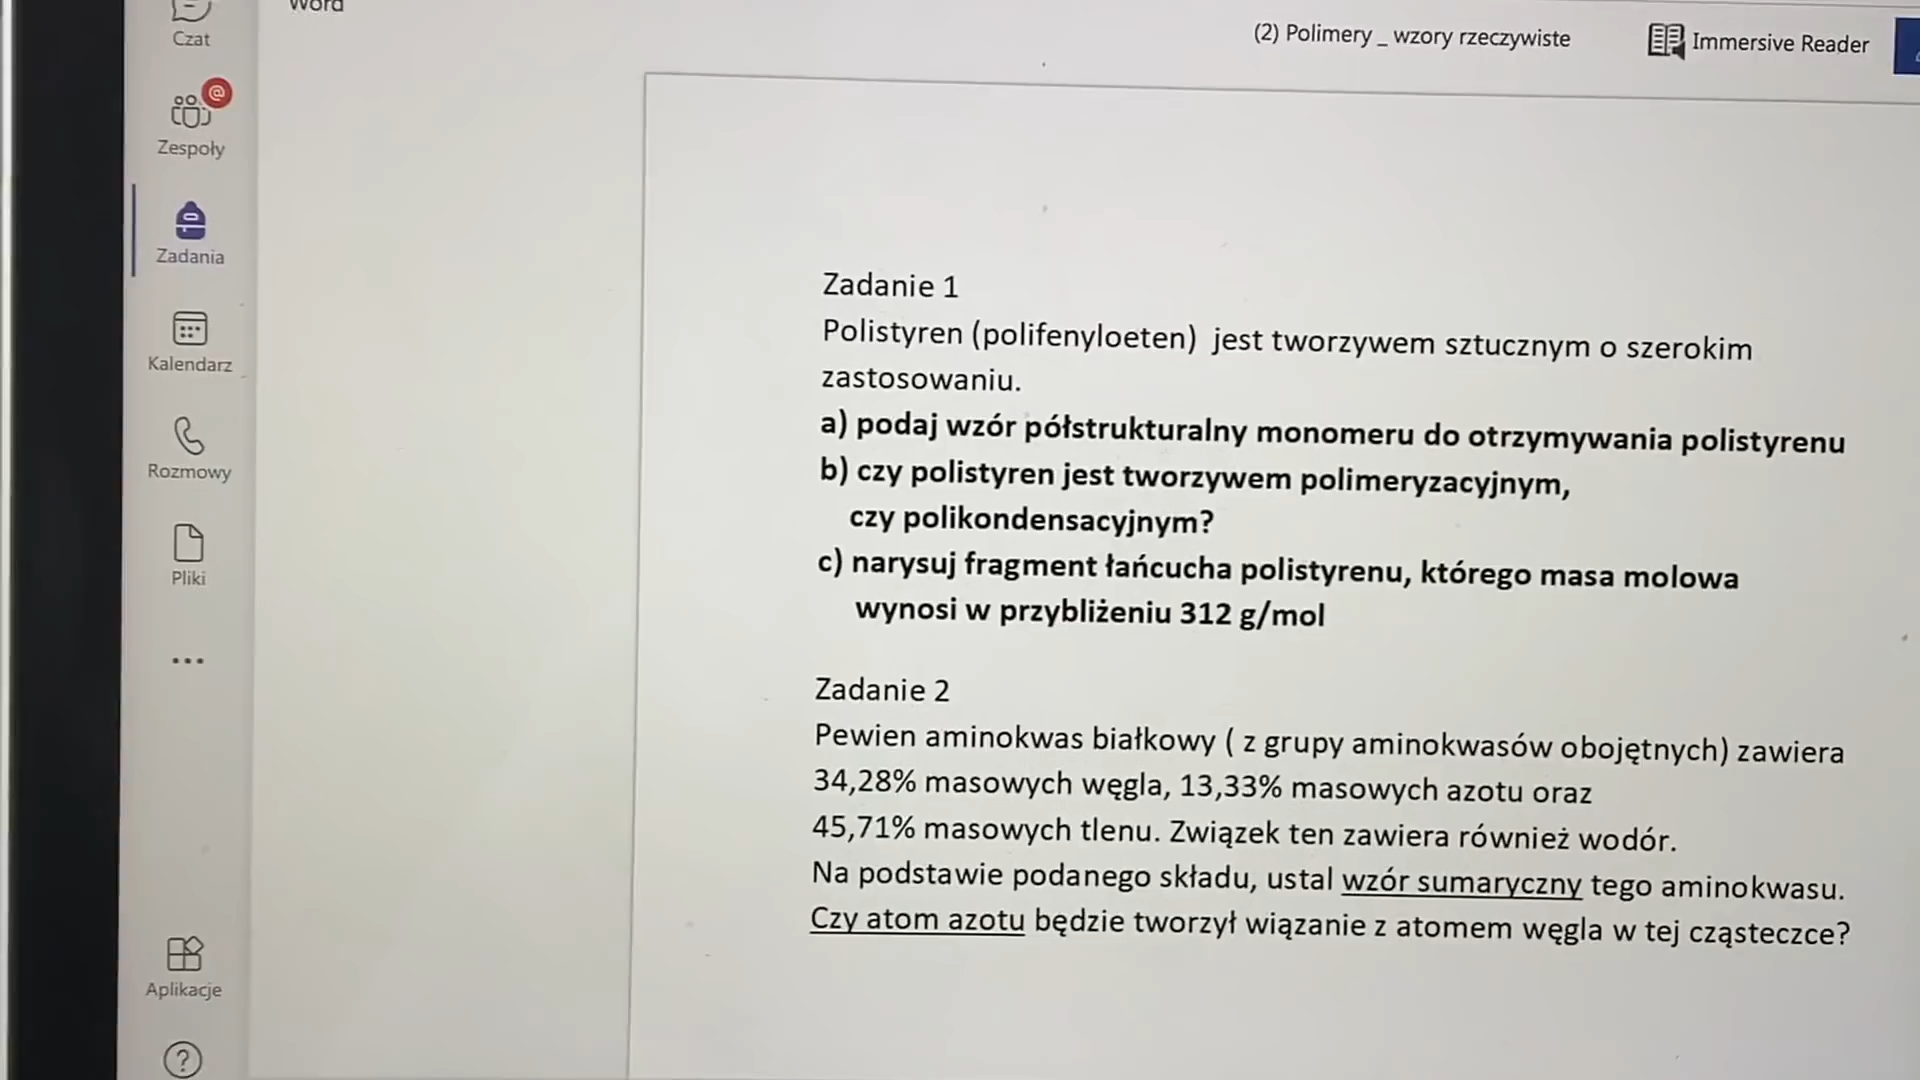 Word
Czat
(2) Polimery _ wzory rzeczywiste
Immersive Reader
@
Zespoły
Zadania
Kalendarz
Rozmowy
Pliki
Aplikacje
?
Zadanie 1
Polistyren (polifenyloeten) jest tworzywem sztucznym o szerokim
zastosowaniu.
a) podaj wzór półstrukturalny monomeru do otrzymywania polistyrenu
b) czy polistyren jest tworzywem polimeryzacyjnym,
czy polikondensacyjnym?
c) narysuj fragment łańcucha polistyrenu, którego masa molowa
wynosi w przybliżeniu 312 g/mol
Zadanie 2
Pewien aminokwas białkowy ( z grupy aminokwasów obojętnych) zawiera
34,28% masowych węgla, 13,33% masowych azotu oraz
45,71% masowych tlenu. Związek ten zawiera również wodór.
Na podstawie podanego składu, ustal wzór sumaryczny tego aminokwasu.
Czy atom azotu będzie tworzył wiązanie z atomem węgla w tej cząsteczce?